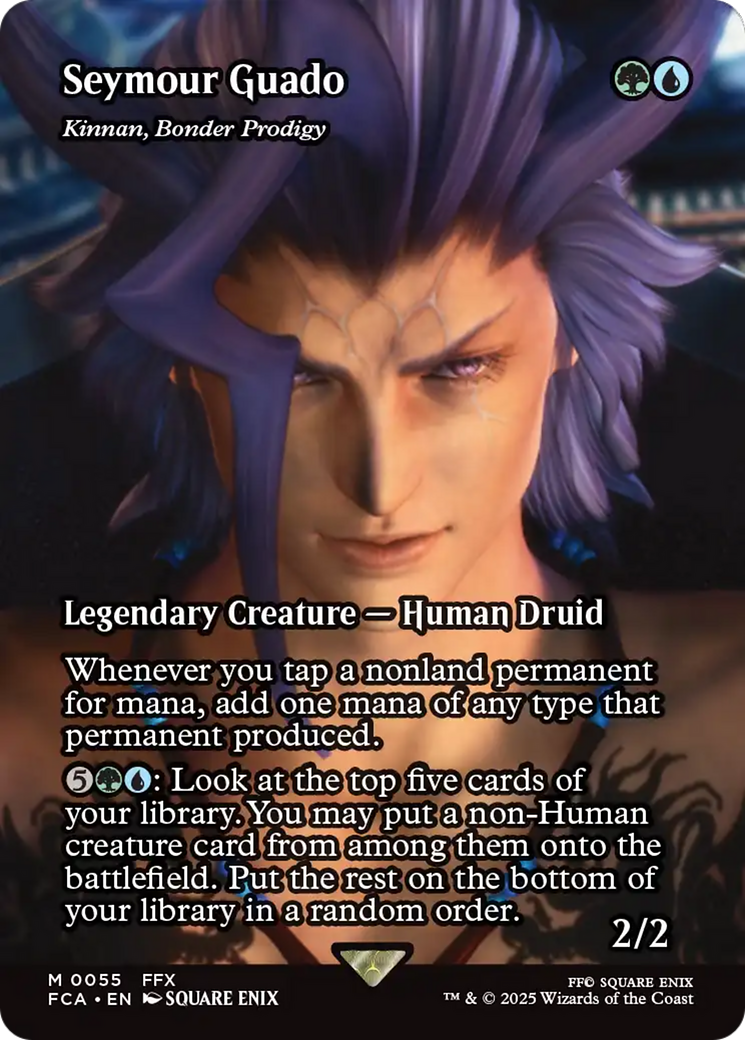 Seymour Guado
Kinnan, Bonder Prodigy
Legendary Creature — Human Druid
Whenever you tap a nonland permanent
for mana, add one mana of any type that
permanent produced.
5: Look at the top five cards of
your library. You may put a non-Human
creature card from among them onto the
battlefield. Put the rest on the bottom of
your library in a random order.
2/2
M 0055 FFX
FCA • EN SQUARE ENIX
FF© SQUARE ENIX
™ & © 2025 Wizards of the Coast